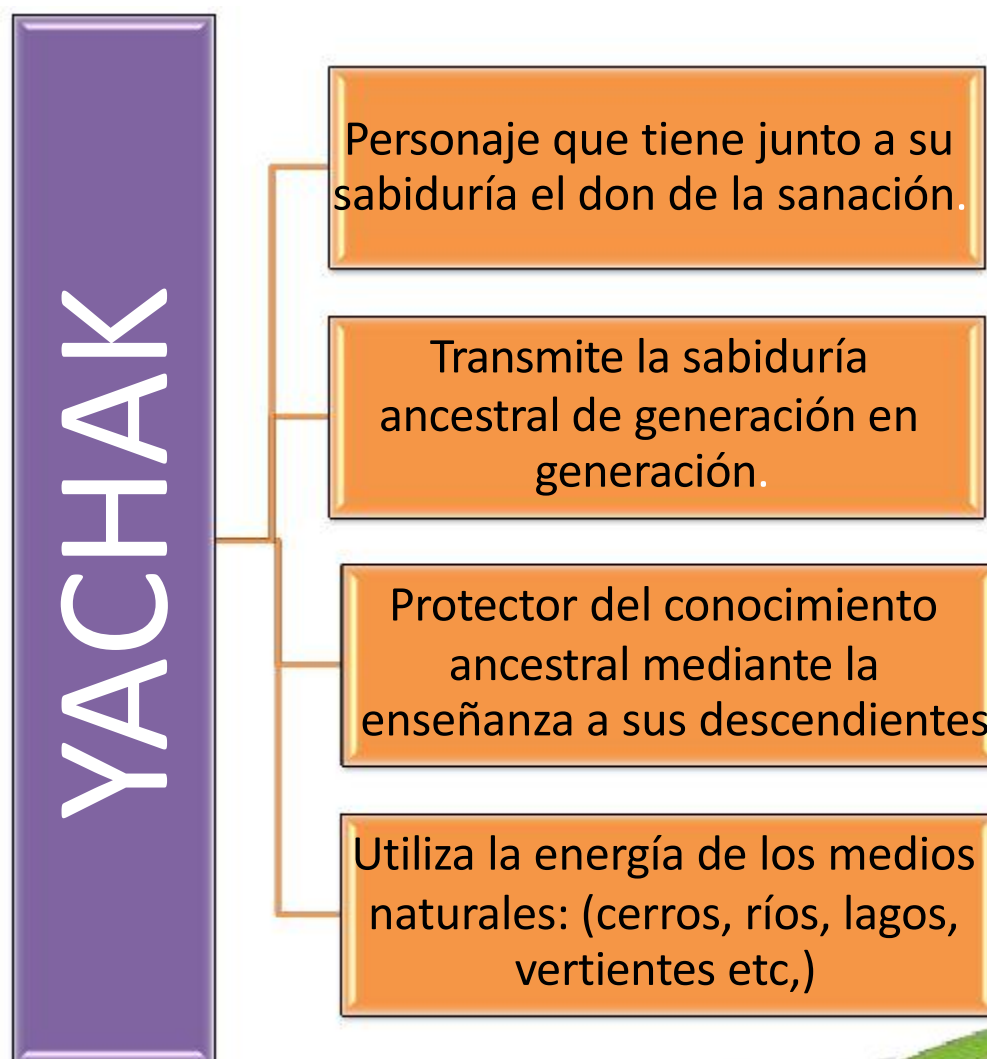 YACHAK
Personaje que tiene junto a su
sabiduría el don de la sanación.
Transmite la sabiduría
ancestral de generación en
generación.
Protector del conocimiento
ancestral mediante la
enseñanza a sus descendientes
Utiliza la energía de los medios
naturales: (cerros, ríos, lagos,
vertientes etc,)